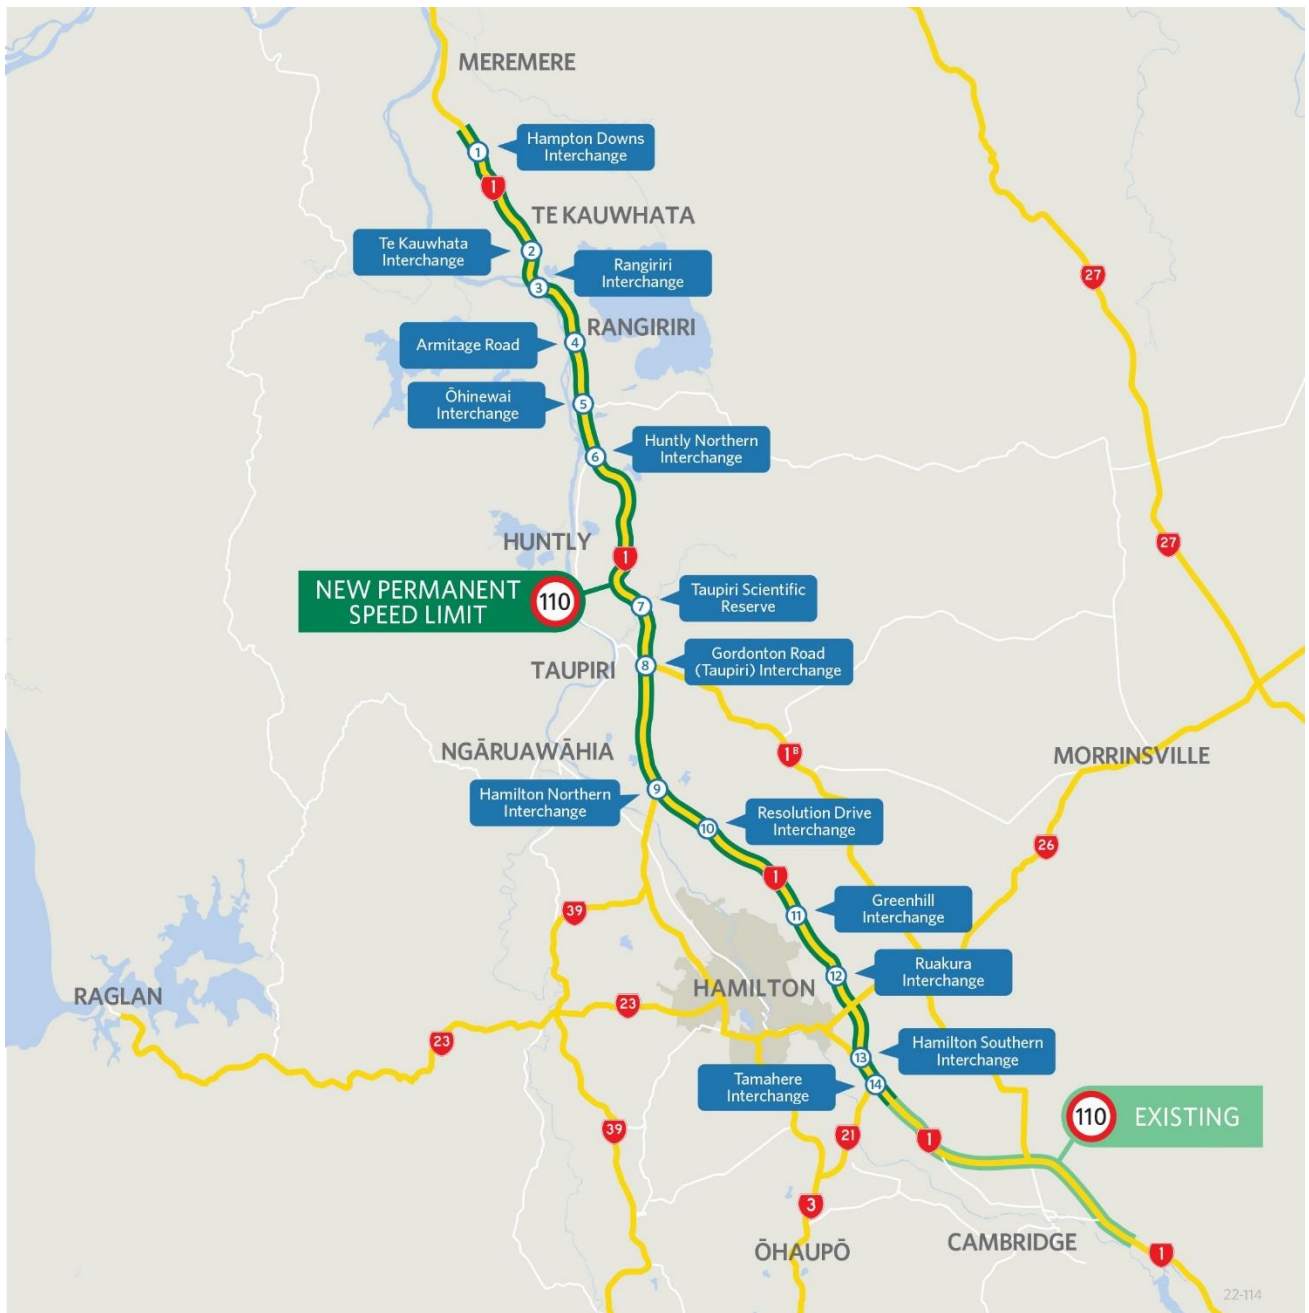 MEREMERE
Hampton Downs
Interchange
1
1
TE KAUWHATA
Te Kauwhata
Interchange
2
Rangiriri
Interchange
3
27
RANGIRIRI
Armitage Road
4
Ōhinewai
Interchange
5
Huntly Northern
Interchange
6
HUNTLY
1
27
NEW PERMANENT
SPEED LIMIT
110
Taupiri Scientific
Reserve
7
Gordonton Road
(Taupiri) Interchange
8
TAUPIRI
NGĀRUAWĀHIA
1B
MORRINSVILLE
Hamilton Northern
Interchange
9
Resolution Drive
Interchange
10
26
1
39
Greenhill
Interchange
11
Ruakura
Interchange
12
RAGLAN
HAMILTON
23
23
Hamilton Southern
Interchange
13
Tamahere
Interchange
14
110
EXISTING
39
21
1
3
ŌHAUPŌ
CAMBRIDGE
1
22-114